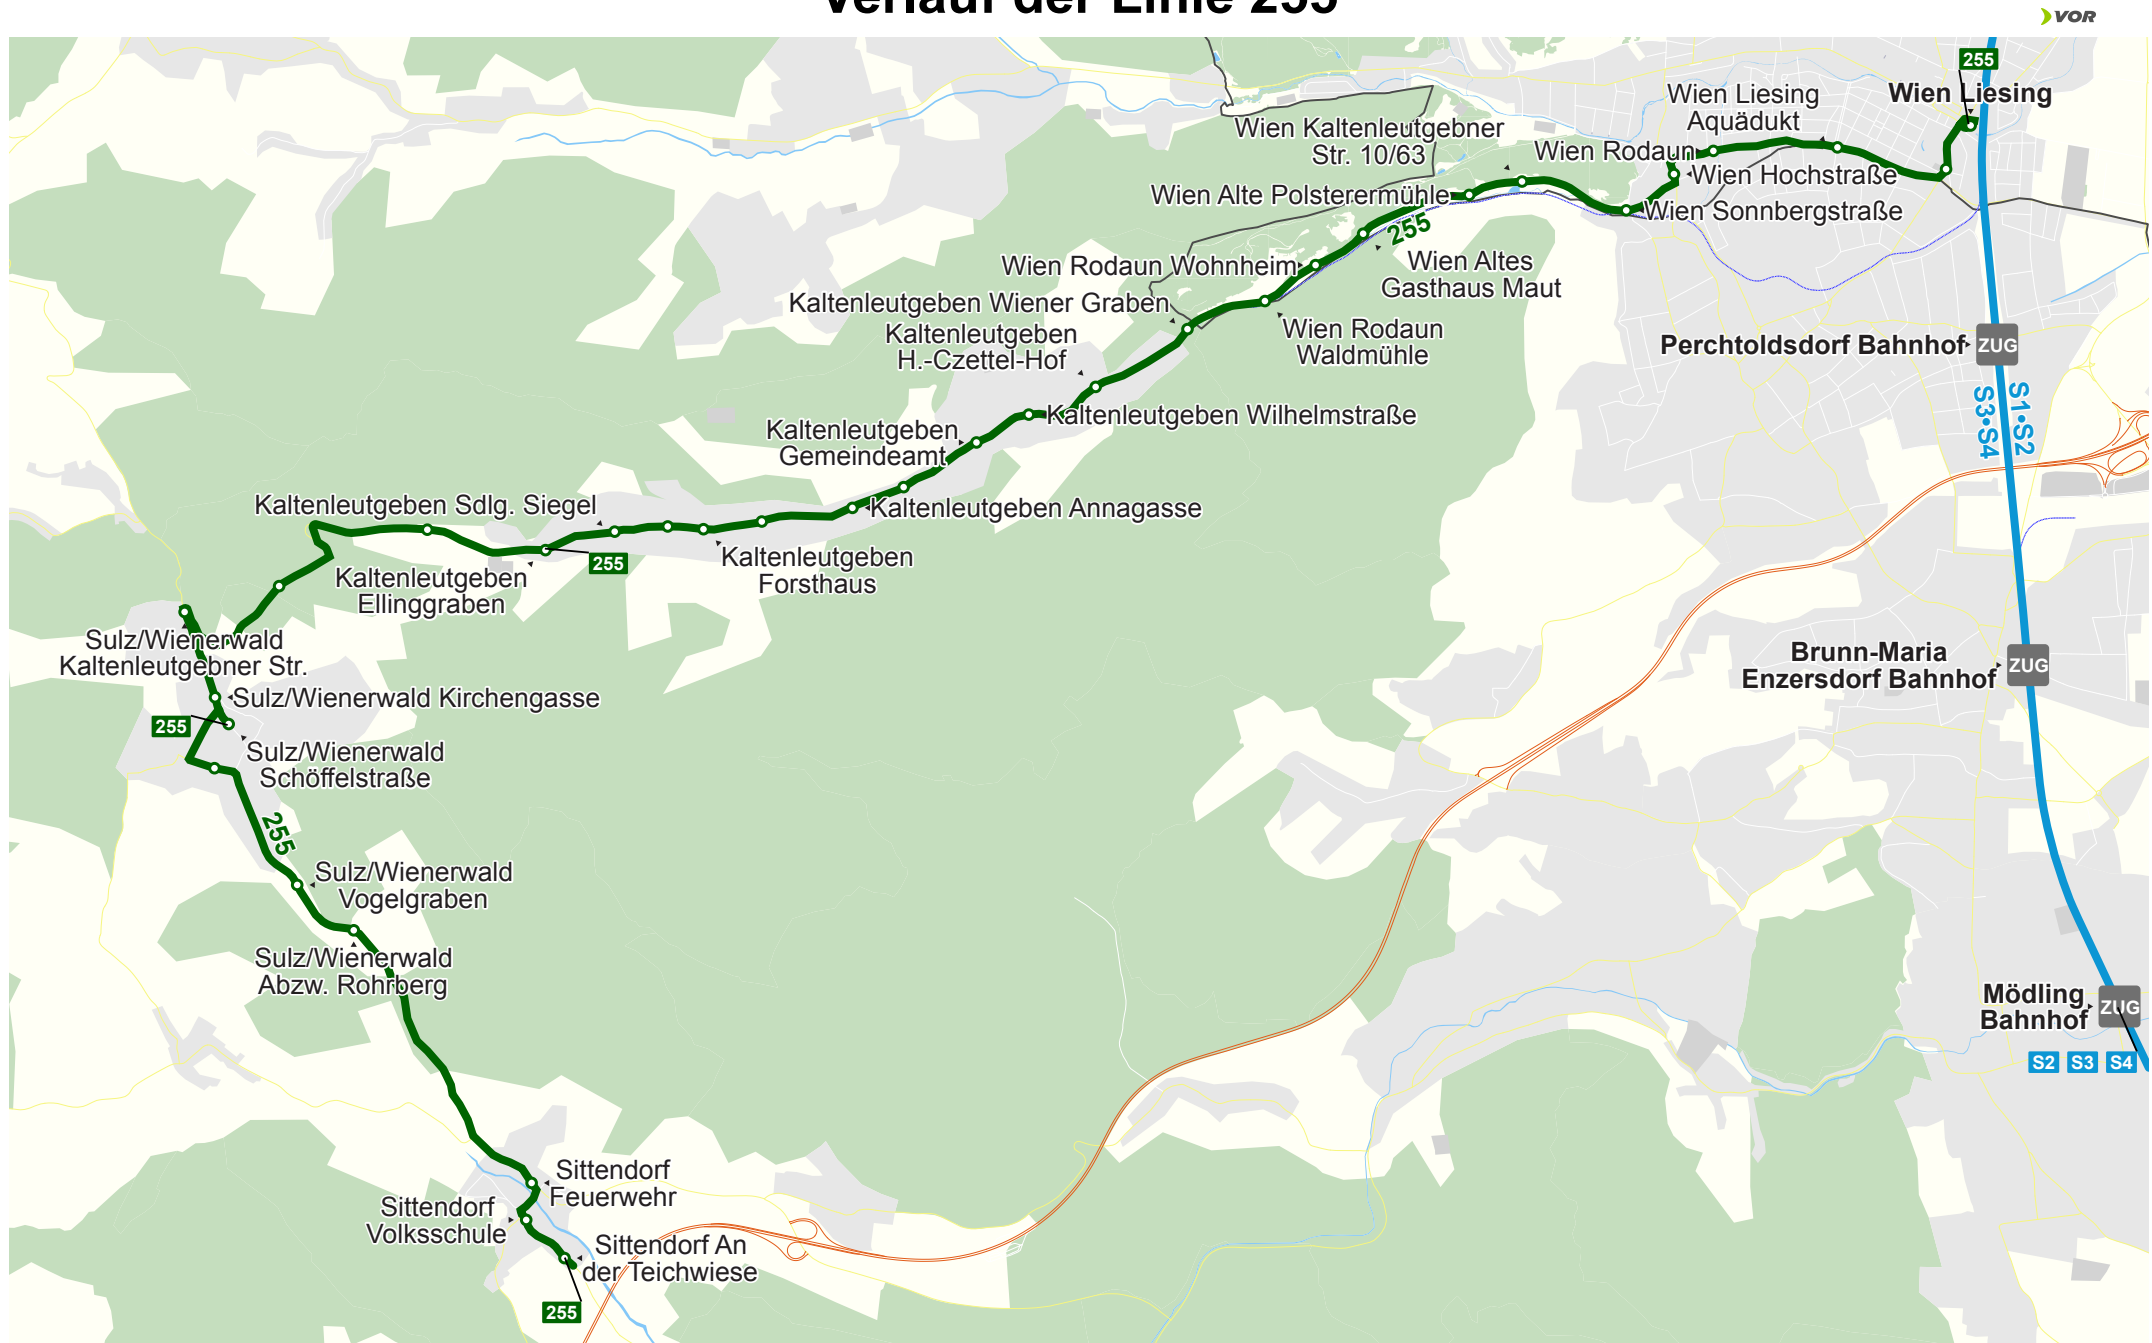 Verlauf der Linie 255
VOR
255
Wien Liesing
Wien Liesing
Aquädukt
Wien Kaltenleutgebner
Str. 10/63
Wien Rodaun
Wien Hochstraße
Wien Alte Polsterermühle
Wien Sonnbergstraße
255
Wien Rodaun Wohnheim
Wien Altes
Gasthaus Maut
Kaltenleutgeben Wiener Graben
Wien Rodaun
Waldmühle
Kaltenleutgeben
H.-Czettel-Hof
Perchtoldsdorf Bahnhof
ZUG
S3•S4
S1•S2
Kaltenleutgeben Wilhelmstraße
Kaltenleutgeben
Gemeindeamt
Kaltenleutgeben Sdlg. Siegel
Kaltenleutgeben Annagasse
255
Kaltenleutgeben
Forsthaus
Kaltenleutgeben
Ellinggraben
Sulz/Wienerwald
Kaltenleutgebner Str.
Brunn-Maria
Enzersdorf Bahnhof
ZUG
Sulz/Wienerwald Kirchengasse
255
Sulz/Wienerwald
Schöffelstraße
255
Sulz/Wienerwald
Vogelgraben
Sulz/Wienerwald
Abzw. Rohrberg
Mödling
Bahnhof
ZUG
S2 S3 S4
Sittendorf
Feuerwehr
Sittendorf
Volksschule
Sittendorf An
der Teichwiese
255